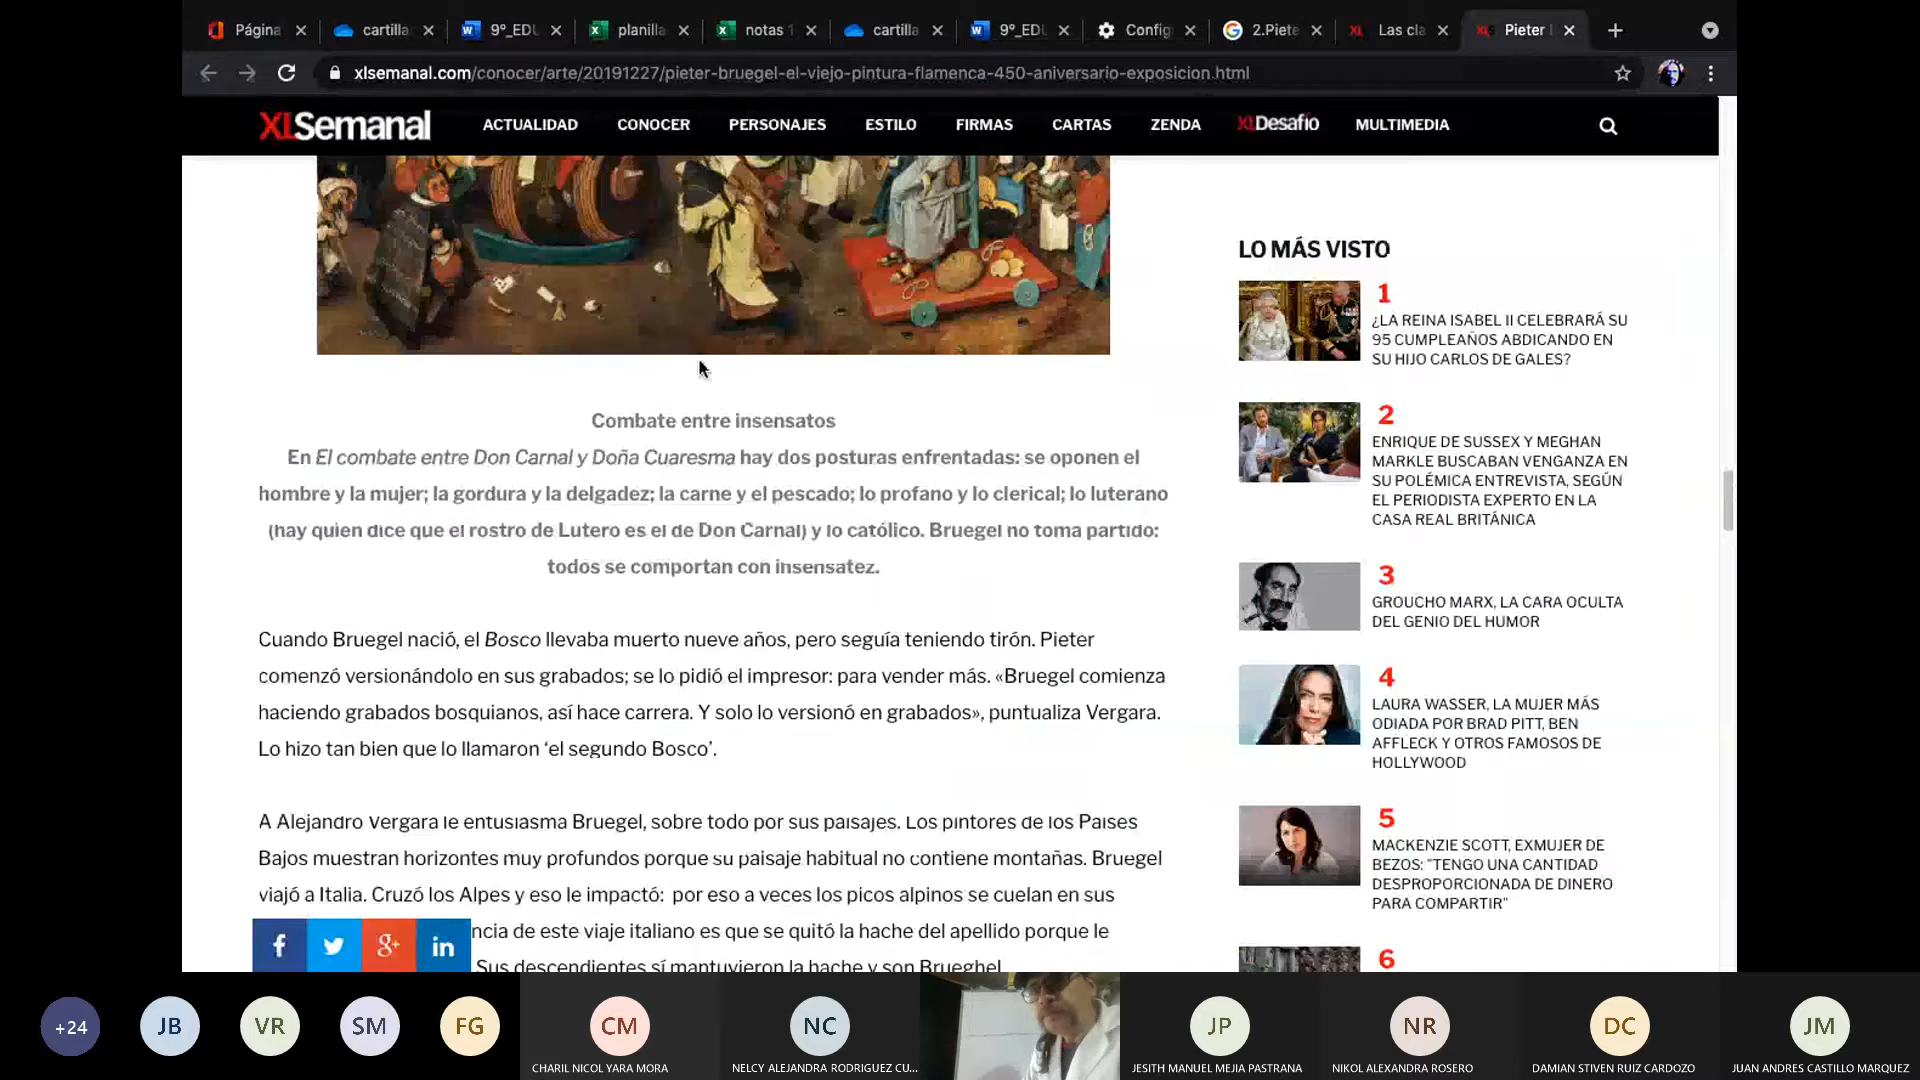 Página
cartilla
9º_EDU
planilla
notas 1
cartilla
9º_EDU
Config
2.Piete
Las cla
Pieter
xlsemanal.com/conocer/arte/20191227/pieter-bruegel-el-viejo-pintura-flamenca-450-aniversario-exposicion.html
XLSemanal
ACTUALIDAD
CONOCER
PERSONAJES
ESTILO
FIRMAS
CARTAS
ZENDA
XLDesafío
MULTIMEDIA
Combate entre insensatos
En El combate entre Don Carnal y Doña Cuaresma hay dos posturas enfrentadas: se oponen el
hombre y la mujer; la gordura y la delgadez; la carne y el pescado; lo profano y lo clerical; lo luterano
(hay quien dice que el rostro de Lutero es el de Don Carnal) y lo católico. Bruegel no toma partido:
todos se comportan con insensatez.
Cuando Bruegel nació, el Bosco llevaba muerto nueve años, pero seguía teniendo tirón. Pieter
comenzó versionándolo en sus grabados; se lo pidió el impresor: para vender más. «Bruegel comienza
haciendo grabados bosquianos, así hace carrera. Y solo lo versionó en grabados», puntualiza Vergara.
Lo hizo tan bien que lo llamaron ‘el segundo Bosco’.
A Alejandro Vergara le entusiasma Bruegel, sobre todo por sus paisajes. Los pintores de los Países
Bajos muestran horizontes muy profundos porque su paisaje habitual no contiene montañas. Bruegel
viajó a Italia. Cruzó los Alpes y eso le impactó: por eso a veces los picos alpinos se cuelan en sus
ncia de este viaje italiano es que se quitó la hache del apellido porque le
Sus descendientes sí mantuvieron la hache y son Brueghel.
LO MÁS VISTO
1
¿LA REINA ISABEL II CELEBRARÁ SU
95 CUMPLEAÑOS ABDICANDO EN
SU HIJO CARLOS DE GALES?
2
ENRIQUE DE SUSSEX Y MEGHAN
MARKLE BUSCABAN VENGANZA EN
SU POLÉMICA ENTREVISTA, SEGÚN
EL PERIODISTA EXPERTO EN LA
CASA REAL BRITÁNICA
3
GROUCHO MARX, LA CARA OCULTA
DEL GENIO DEL HUMOR
4
LAURA WASSER, LA MUJER MÁS
ODIADA POR BRAD PITT, BEN
AFFLECK Y OTROS FAMOSOS DE
HOLLYWOOD
5
MACKENZIE SCOTT, EXMUJER DE
BEZOS: "TENGO UNA CANTIDAD
DESPROPORCIONADA DE DINERO
PARA COMPARTIR"
6
+24
JB
VR
SM
FG
CM
NC
JP
NR
DC
JM
CHARIL NICOL YARA MORA
NELCY ALEJANDRA RODRIGUEZ CU...
JESITH MANUEL MEJIA PASTRANA
NIKOL ALEXANDRA ROSERO
DAMIAN STIVEN RUIZ CARDOZO
JUAN ANDRES CASTILLO MARQUEZ